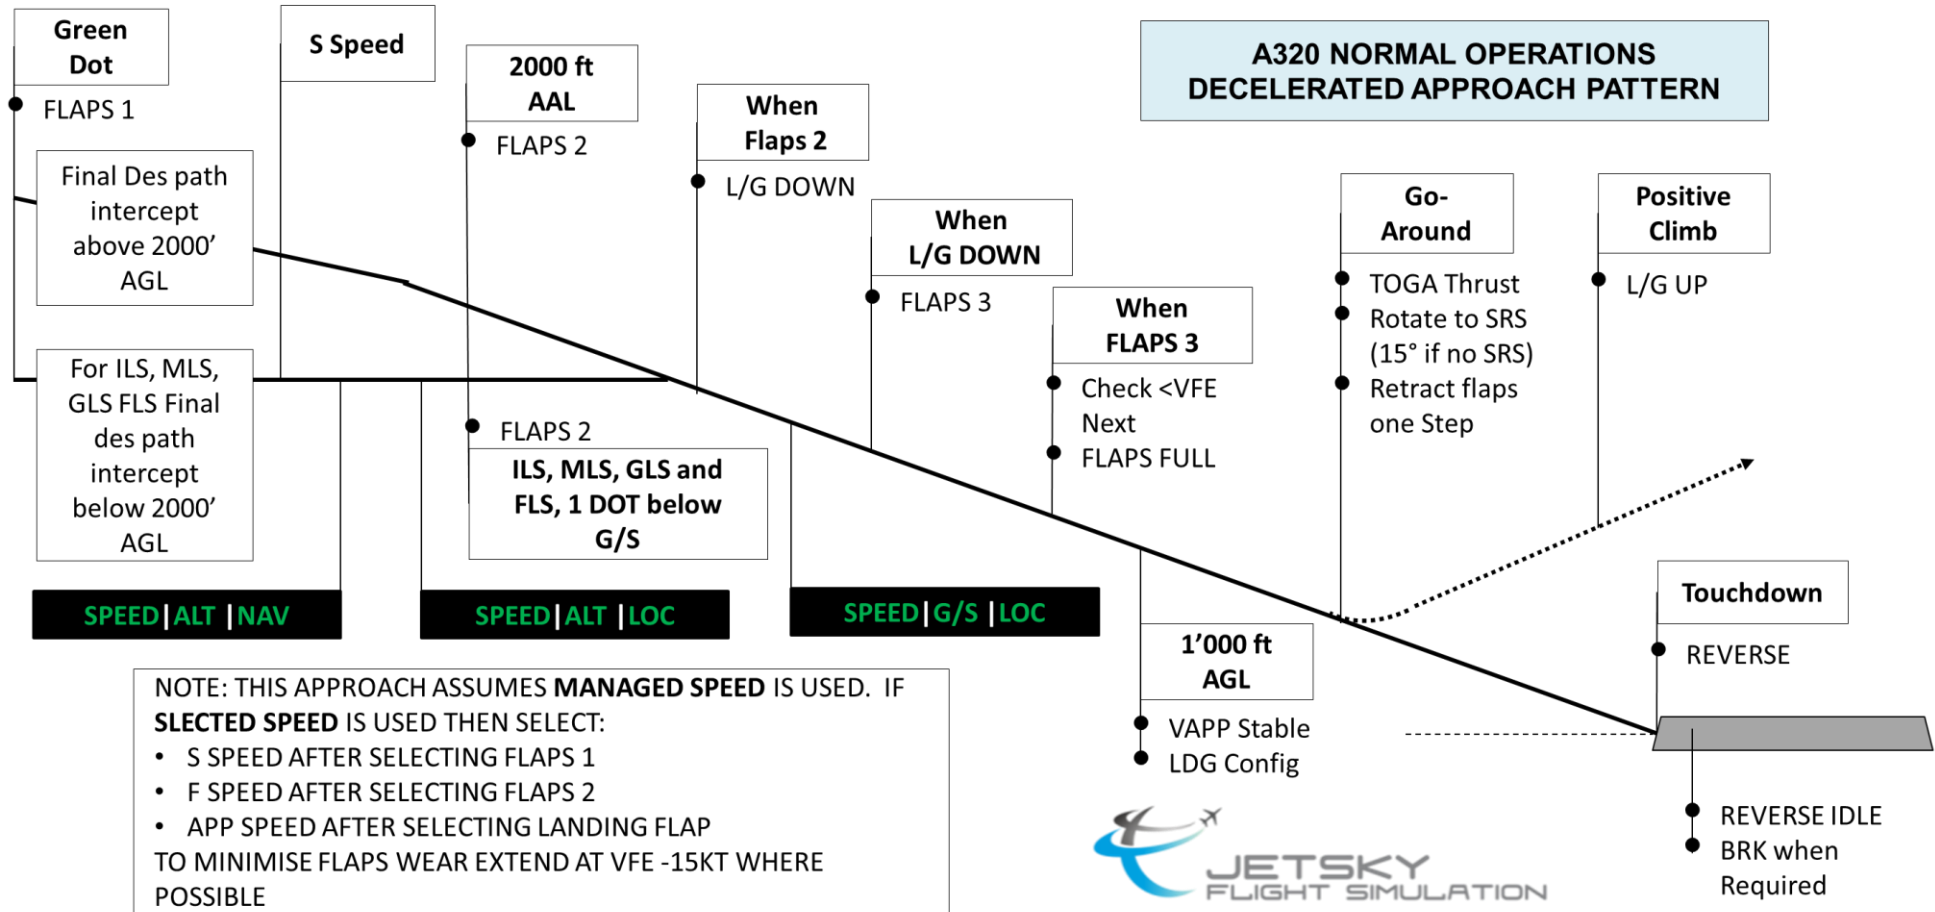 Green
Dot
FLAPS 1
S Speed
2000 ft
AAL
FLAPS 2
When
Flaps 2
L/G DOWN
A320 NORMAL OPERATIONS
DECELERATED APPROACH PATTERN
Final Des path
intercept
above 2000’
AGL
When
L/G DOWN
FLAPS 3
Go-
Around
TOGA Thrust
Rotate to SRS
(15° if no SRS)
Retract flaps
one Step
Positive
Climb
L/G UP
When
FLAPS 3
Check <VFE
Next
FLAPS FULL
For ILS, MLS,
GLS FLS Final
des path
intercept
below 2000’
AGL
FLAPS 2
ILS, MLS, GLS and
FLS, 1 DOT below
G/S
SPEED|ALT |NAV
SPEED|ALT |LOC
SPEED|G/S |LOC
1’000 ft
AGL
VAPP Stable
LDG Config
Touchdown
REVERSE
REVERSE IDLE
BRK when
Required
NOTE: THIS APPROACH ASSUMES MANAGED SPEED IS USED. IF
SLECTED SPEED IS USED THEN SELECT:
• S SPEED AFTER SELECTING FLAPS 1
• F SPEED AFTER SELECTING FLAPS 2
• APP SPEED AFTER SELECTING LANDING FLAP
TO MINIMISE FLAPS WEAR EXTEND AT VFE -15KT WHERE
POSSIBLE
JETSKY
FLIGHT SIMULATION